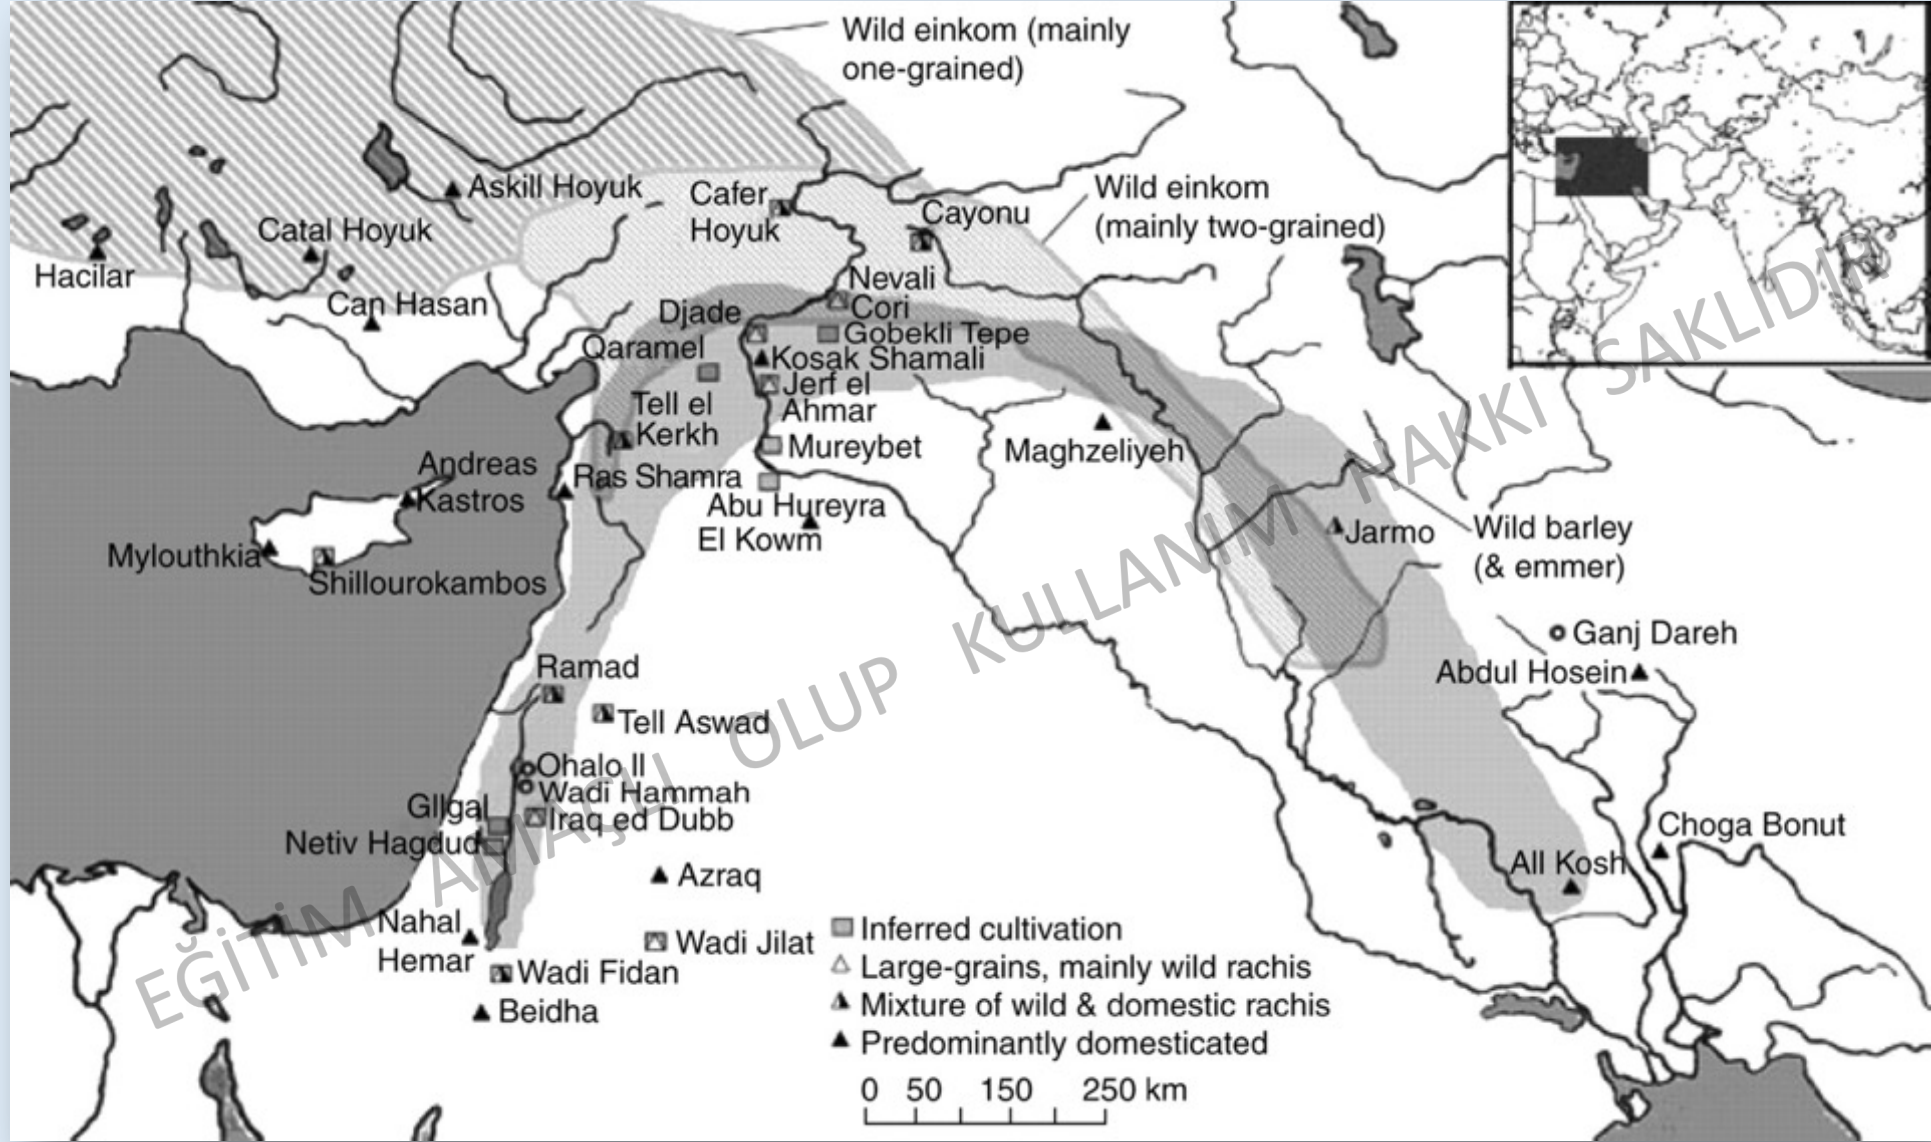 Wild einkom (mainly
one-grained)
Askill Hoyuk
Cafer
Hoyuk
Wild einkom
(mainly two-grained)
Cayonu
Catal Hoyuk
Hacilar
Can Hasan
Nevali
Cori
Djade
Gobekli Tepe
Qaramel
Kosak Shamali
Jerf el
Ahmar
Tell el
Kerkh
Mureybet
Maghzeliyeh
Andreas
Kastros
Ras Shamra
Abu Hureyra
El Kowm
Mylouthkia
Shillourokambos
Jarmo
Wild barley
(& emmer)
Ganj Dareh
Abdul Hosein
Ramad
Tell Aswad
Ohalo II
Wadi Hammah
GIlgal
Iraq ed Dubb
Netiv Hagdud
Choga Bonut
All Kosh
Azraq
Nahal
Hemar
Wadi Jilat
Wadi Fidan
Beidha
Inferred cultivation
Large-grains, mainly wild rachis
Mixture of wild & domestic rachis
Predominantly domesticated
0 50 150 250 km
EĞİTİM AMAÇLI OLUP KULLANIM HAKKI SAKLIDIR